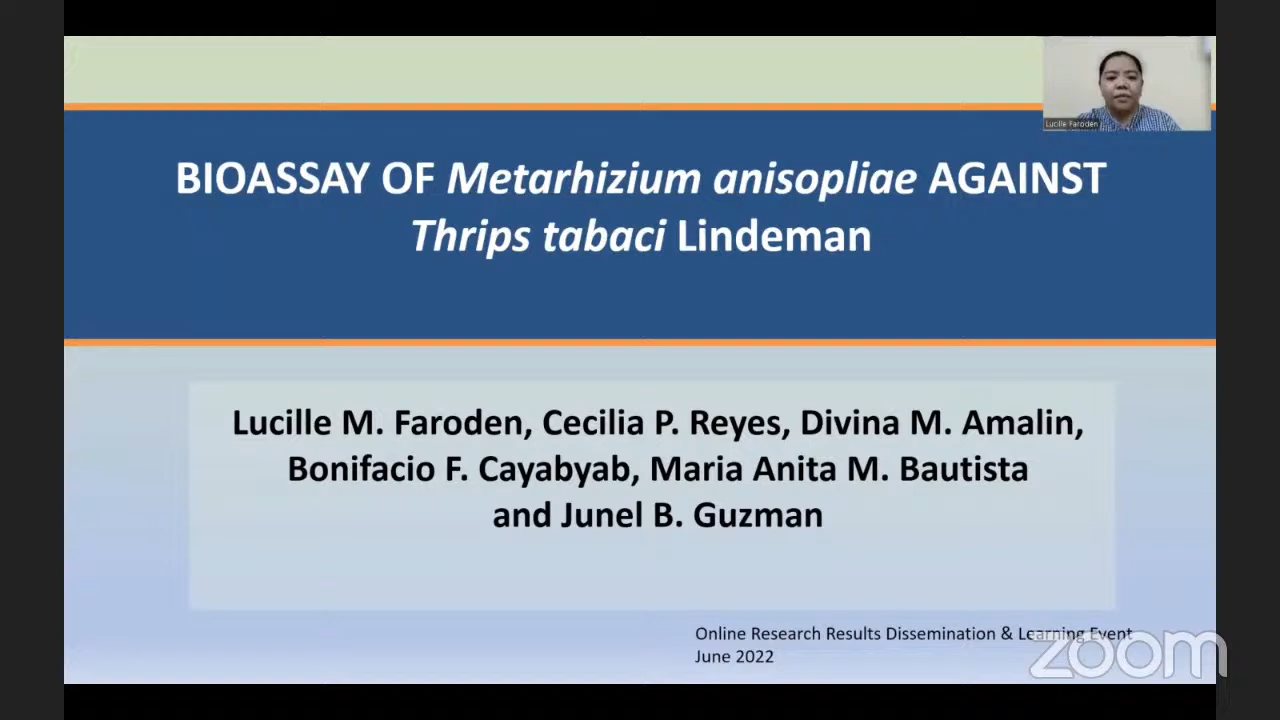 Lucille Faroden
BIOASSAY OF Metarhizium anisopliae AGAINST
Thrips tabaci Lindeman
Lucille M. Faroden, Cecilia P. Reyes, Divina M. Amalin,
Bonifacio F. Cayabyab, Maria Anita M. Bautista
and Junel B. Guzman
Online Research Results Dissemination & Learning Event
June 2022
zoom